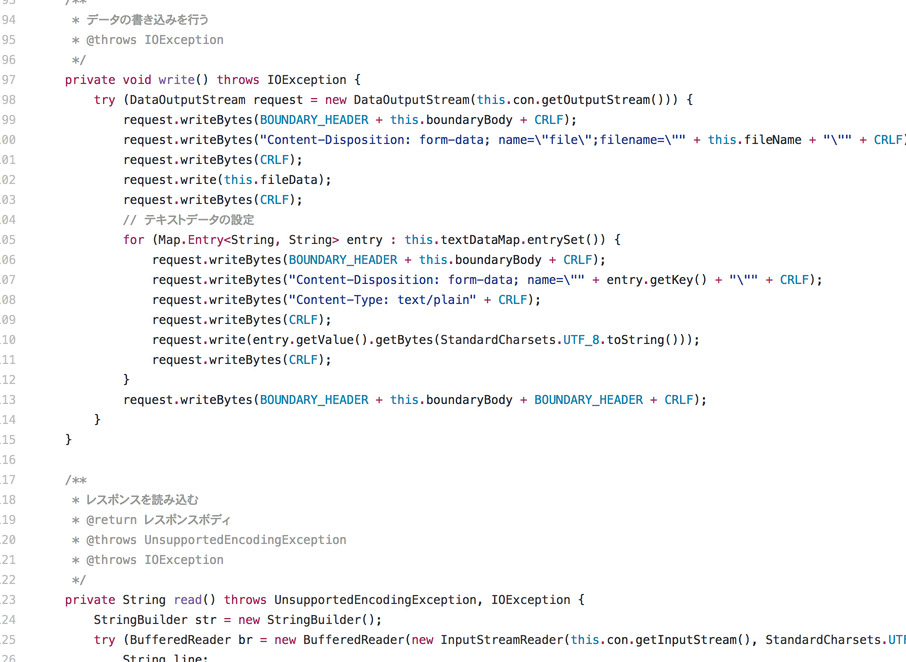 93 /**
94 * データの書き込みを行う
95 * @throws IOException
96 */
97 private void write() throws IOException {
98 try (DataOutputStream request = new DataOutputStream(this.con.getOutputStream())) {
99 request.writeBytes(BOUNDARY_HEADER + this.boundaryBody + CRLF);
00 request.writeBytes("Content-Disposition: form-data; name=\"file\";filename=\"" + this.fileName + "\"" + CRLF)
01 request.writeBytes(CRLF);
02 request.write(this.fileData);
03 request.writeBytes(CRLF);
04 // テキストデータの設定
05 for (Map.Entry<String, String> entry : this.textDataMap.entrySet()) {
06 request.writeBytes(BOUNDARY_HEADER + this.boundaryBody + CRLF);
07 request.writeBytes("Content-Disposition: form-data; name=\"" + entry.getKey() + "\"" + CRLF);
08 request.writeBytes("Content-Type: text/plain" + CRLF);
09 request.writeBytes(CRLF);
10 request.write(entry.getValue().getBytes(StandardCharsets.UTF_8.toString()));
11 request.writeBytes(CRLF);
12 }
13 request.writeBytes(BOUNDARY_HEADER + this.boundaryBody + BOUNDARY_HEADER + CRLF);
14 }
15 }
16
17 /**
18 * レスポンスを読み込む
19 * @return レスポンスボディ
20 * @throws UnsupportedEncodingException
21 * @throws IOException
22 */
23 private String read() throws UnsupportedEncodingException, IOException {
24 StringBuilder str = new StringBuilder();
25 try (BufferedReader br = new BufferedReader(new InputStreamReader(this.con.getInputStream(), StandardCharsets.UTF
26 String line;